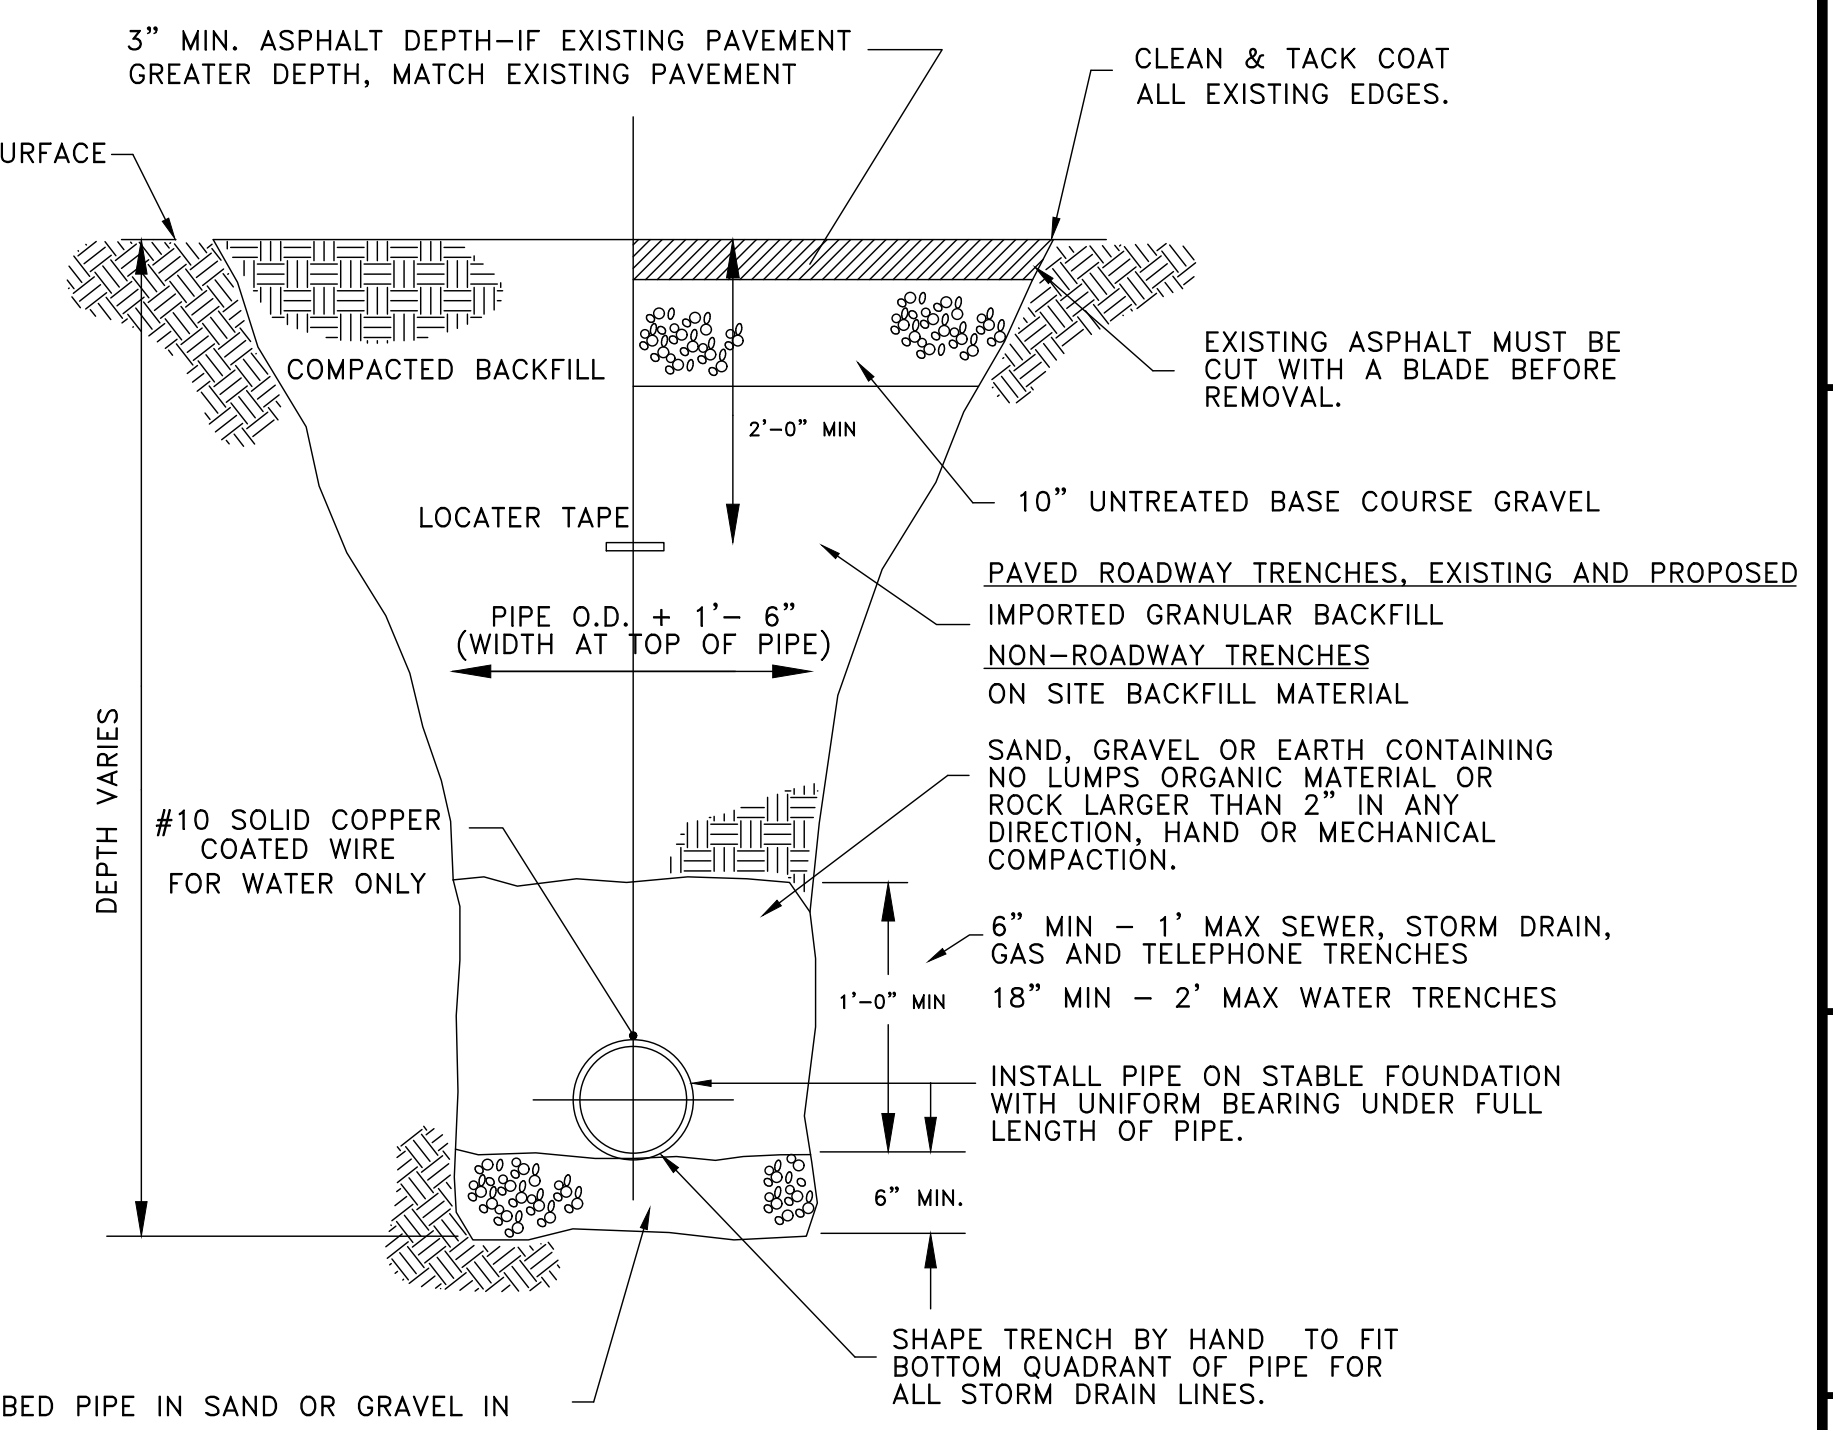 3" MIN. ASPHALT DEPTH-IF EXISTING PAVEMENT
GREATER DEPTH, MATCH EXISTING PAVEMENT
CLEAN & TACK COAT
ALL EXISTING EDGES.
URFACE
COMPACTED BACKFILL
EXISTING ASPHALT MUST BE
CUT WITH A BLADE BEFORE
REMOVAL.
2'-0" MIN
10" UNTREATED BASE COURSE GRAVEL
LOCATER TAPE
PAVED ROADWAY TRENCHES, EXISTING AND PROPOSED
IMPORTED GRANULAR BACKFILL
NON-ROADWAY TRENCHES
ON SITE BACKFILL MATERIAL
PIPE O.D. + 1'- 6"
(WIDTH AT TOP OF PIPE)
DEPTH VARIES
SAND, GRAVEL OR EARTH CONTAINING
NO LUMPS ORGANIC MATERIAL OR
ROCK LARGER THAN 2" IN ANY
DIRECTION, HAND OR MECHANICAL
COMPACTION.
#10 SOLID COPPER
COATED WIRE
FOR WATER ONLY
6" MIN - 1' MAX SEWER, STORM DRAIN,
GAS AND TELEPHONE TRENCHES
1'-0" MIN
18" MIN - 2' MAX WATER TRENCHES
INSTALL PIPE ON STABLE FOUNDATION
WITH UNIFORM BEARING UNDER FULL
LENGTH OF PIPE.
6" MIN.
SHAPE TRENCH BY HAND TO FIT
BOTTOM QUADRANT OF PIPE FOR
ALL STORM DRAIN LINES.
BED PIPE IN SAND OR GRAVEL IN